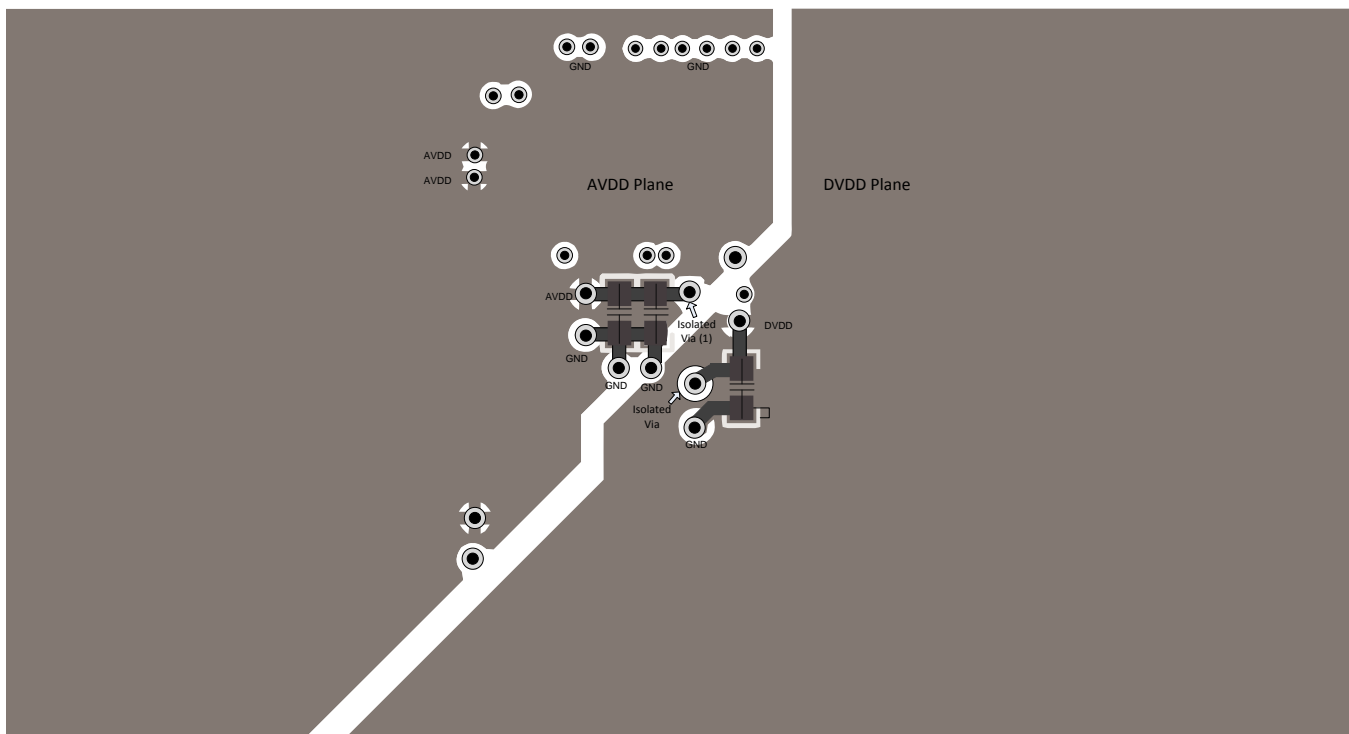 GND
GND
AVDD
AVDD
AVDD Plane
DVDD Plane
AVDD
Isolated
Via (1)
DVDD
GND
GND
GND
Isolated
Via
GND